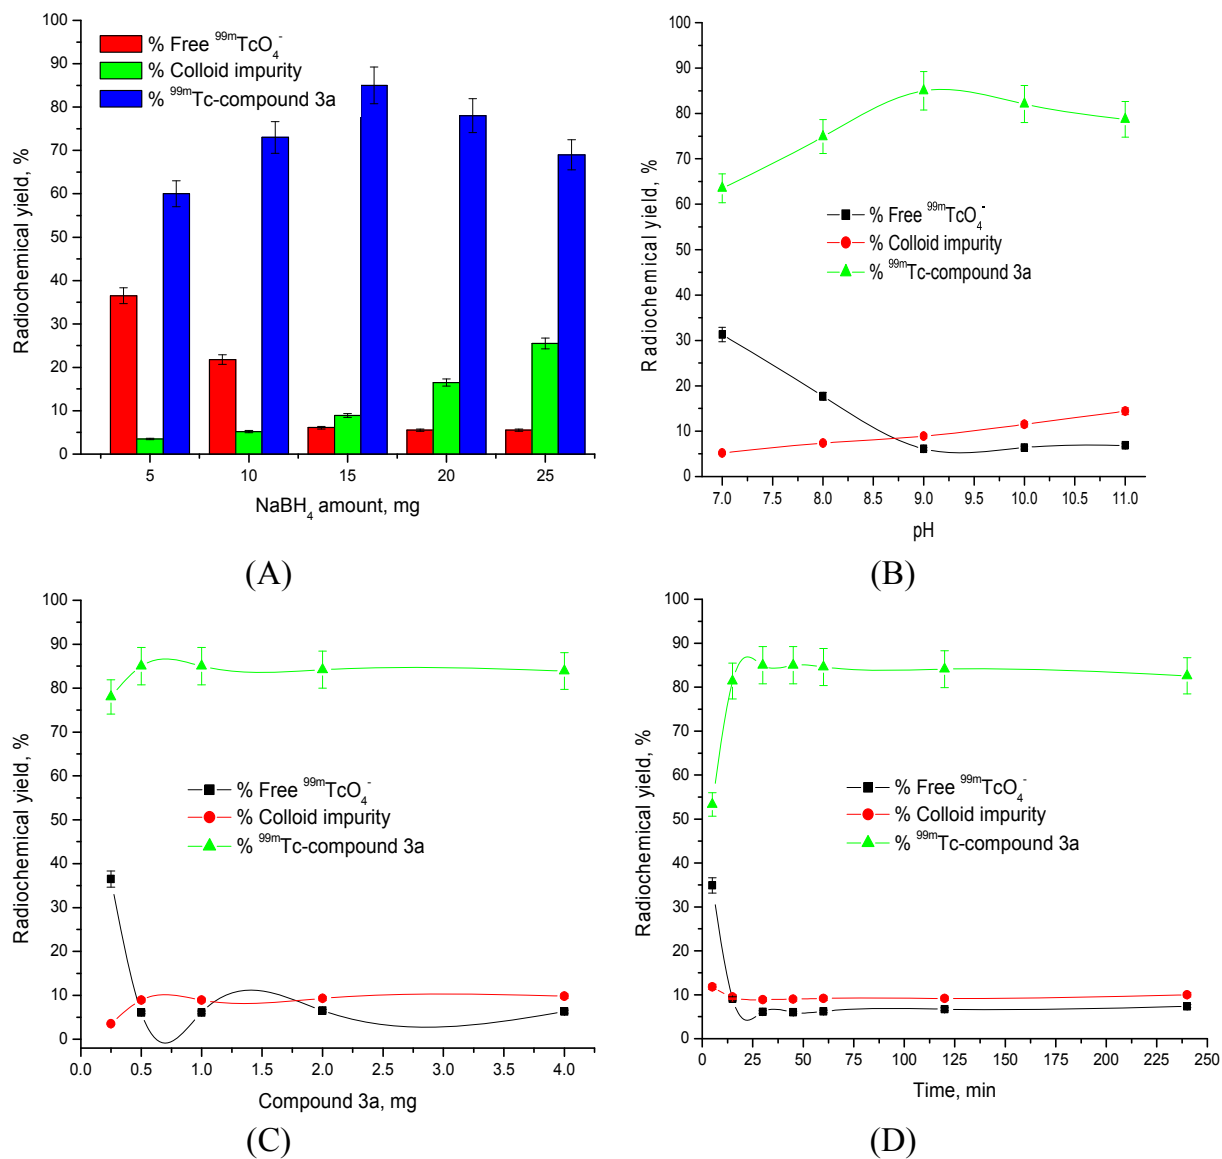 100
90
80
70
60
50
40
30
20
10
0
Radiochemical yield, %
% Free ⁹⁹ᵐTcO₄⁻
% Colloid impurity
% ⁹⁹ᵐTc-compound 3a
5 10 15 20 25
NaBH₄ amount, mg
(A)
100
90
80
70
60
50
40
30
20
10
0
Radiochemical yield, %
% Free ⁹⁹ᵐTcO₄⁻
% Colloid impurity
% ⁹⁹ᵐTc-compound 3a
7.0 7.5 8.0 8.5 9.0 9.5 10.0 10.5 11.0
pH
(B)
100
90
80
70
60
50
40
30
20
10
0
Radiochemical yield, %
% Free ⁹⁹ᵐTcO₄⁻
% Colloid impurity
% ⁹⁹ᵐTc-compound 3a
0.0 0.5 1.0 1.5 2.0 2.5 3.0 3.5 4.0
Compound 3a, mg
(C)
100
90
80
70
60
50
40
30
20
10
0
Radiochemical yield, %
% Free ⁹⁹ᵐTcO₄⁻
% Colloid impurity
% ⁹⁹ᵐTc-compound 3a
0 25 50 75 100 125 150 175 200 225 250
Time, min
(D)